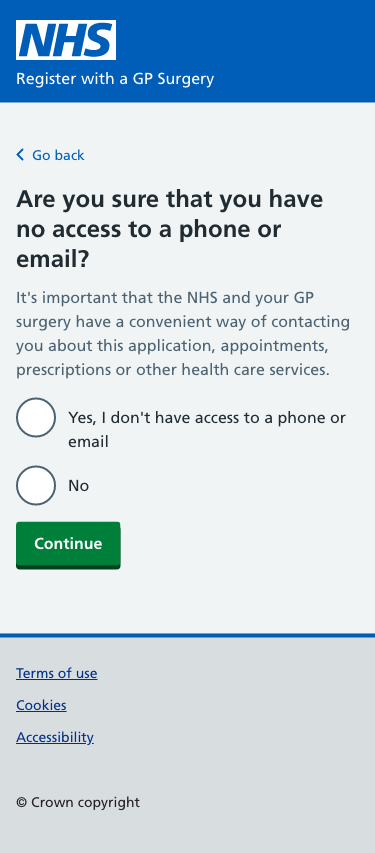 NHS
Register with a GP Surgery
Go back
Are you sure that you have
no access to a phone or
email?
It's important that the NHS and your GP
surgery have a convenient way of contacting
you about this application, appointments,
prescriptions or other health care services.
Yes, I don't have access to a phone or
email
No
Continue
Terms of use
Cookies
Accessibility
© Crown copyright